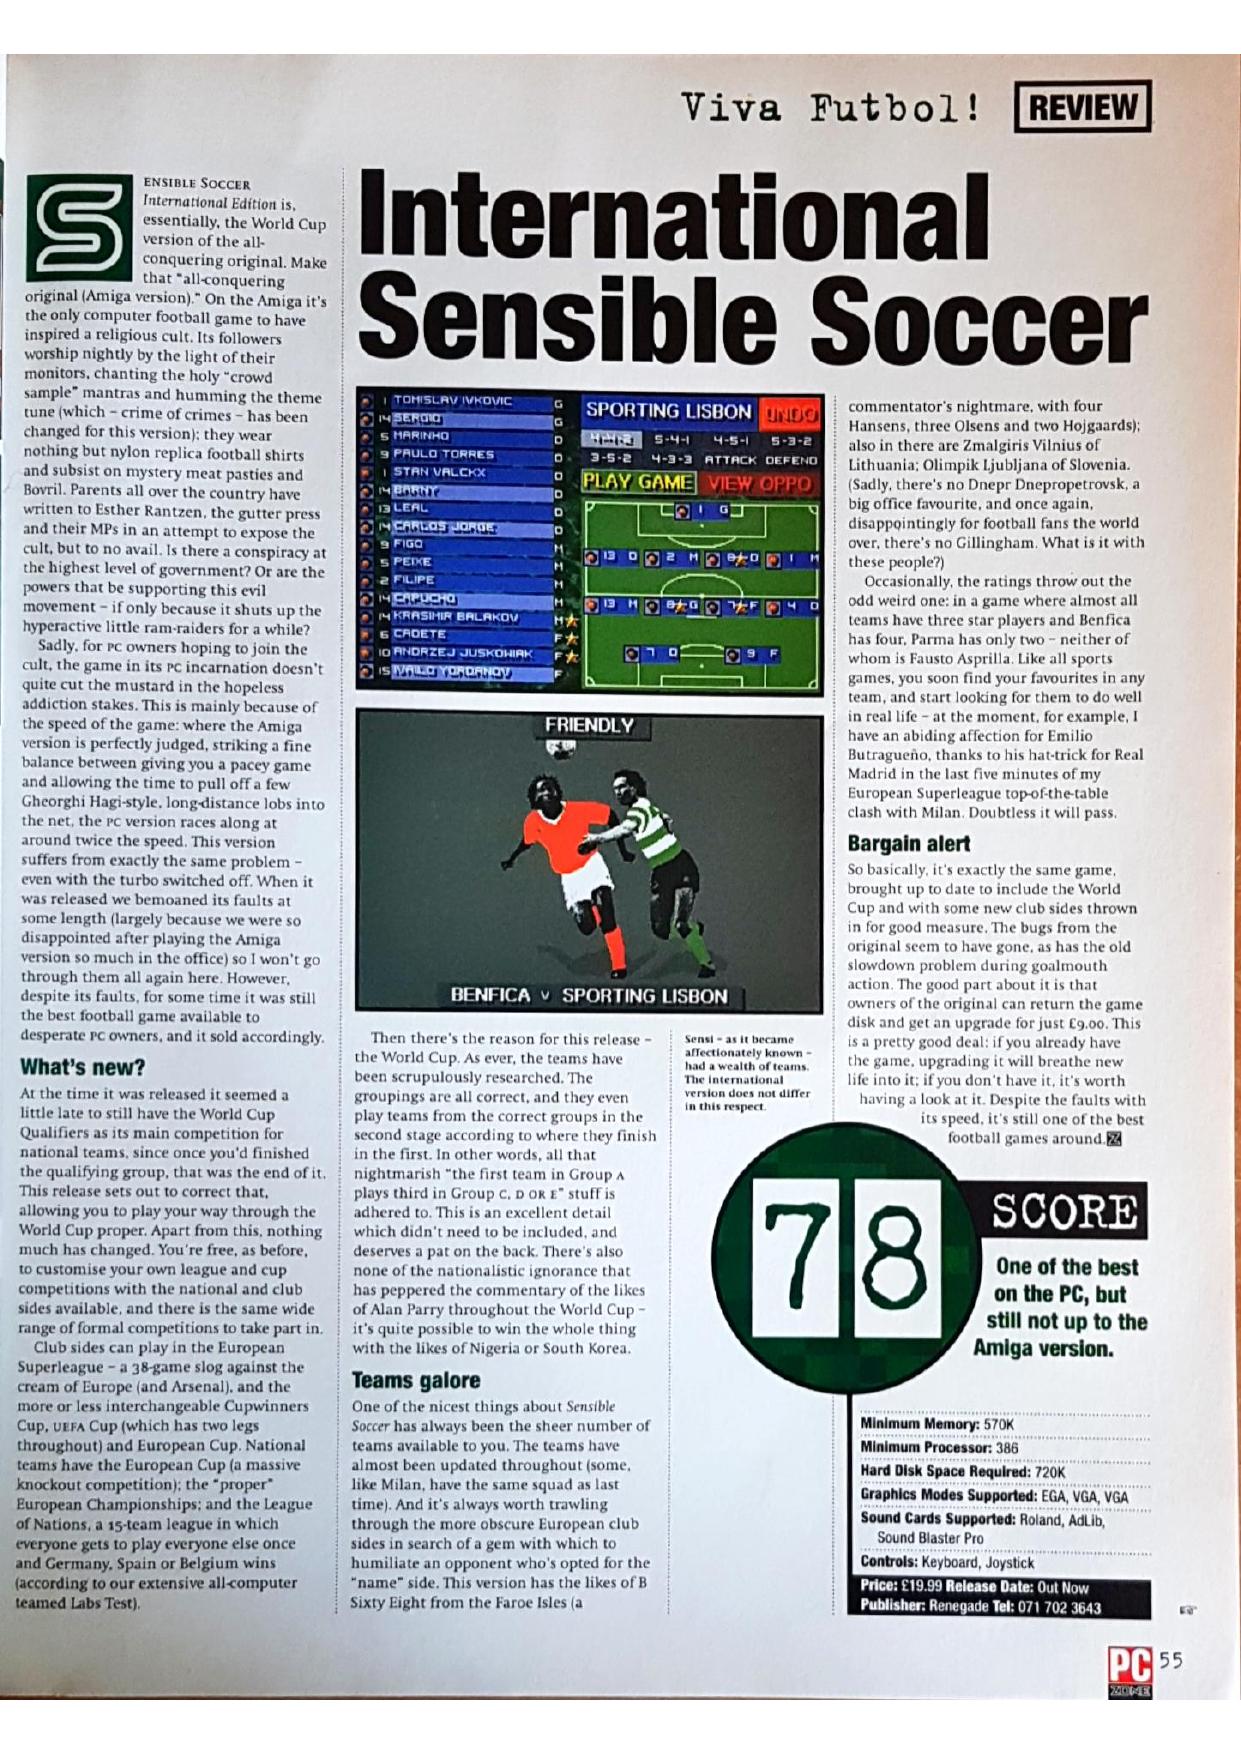 Viva Futbol!
REVIEW
International
Sensible Soccer
SENSIBLE SOCCER
International Edition is,
essentially, the World Cup
version of the all-
conquering original. Make
that "all-conquering
original (Amiga version)." On the Amiga it's
the only computer football game to have
inspired a religious cult. Its followers
worship nightly by the light of their
monitors, chanting the holy "crowd
sample" mantras and humming the theme
tune (which – crime of crimes – has been
changed for this version); they wear
nothing but nylon replica football shirts
and subsist on mystery meat pasties and
Bovril. Parents all over the country have
written to Esther Rantzen, the gutter press
and their MPs in an attempt to expose the
cult, but to no avail. Is there a conspiracy at
the highest level of government? Or are the
powers that be supporting this evil
movement – if only because it shuts up the
hyperactive little ram-raiders for a while?
Sadly, for PC owners hoping to join the
cult, the game in its PC incarnation doesn't
quite cut the mustard in the hopeless
addiction stakes. This is mainly because of
the speed of the game: where the Amiga
version is perfectly judged, striking a fine
balance between giving you a pacey game
and allowing the time to pull off a few
Gheorghi Hagi-style, long-distance lobs into
the net, the PC version races along at
around twice the speed. This version
suffers from exactly the same problem –
even with the turbo switched off. When it
was released we bemoaned its faults at
some length (largely because we were so
disappointed after playing the Amiga
version so much in the office) so I won't go
through them all again here. However,
despite its faults, for some time it was still
the best football game available to
desperate PC owners, and it sold accordingly.
What's new?
At the time it was released it seemed a
little late to still have the World Cup
Qualifiers as its main competition for
national teams, since once you'd finished
the qualifying group, that was the end of it.
This release sets out to correct that,
allowing you to play your way through the
World Cup proper. Apart from this, nothing
much has changed. You're free, as before,
to customise your own league and cup
competitions with the national and club
sides available, and there is the same wide
range of formal competitions to take part in.
Club sides can play in the European
Superleague – a 38-game slog against the
cream of Europe (and Arsenal), and the
more or less interchangeable Cupwinners
Cup, UEFA Cup (which has two legs
throughout) and European Cup. National
teams have the European Cup (a massive
knockout competition); the "proper"
European Championships; and the League
of Nations, a 15-team league in which
everyone gets to play everyone else once
and Germany, Spain or Belgium wins
(according to our extensive all-computer
teamed Labs Test).
1 TOMISLAV IVKOVIC G
14 SERGIO G
5 MARINHO D
9 PAULO TORRES D
1 STAN VALCKX D
14 BARNY D
13 LEAL D
14 CARLOS JORGE D
9 FIGO M
5 PEIXE M
2 FILIPE M
14 CAPUCHO M
14 KRASIMIR BALAKOV M
6 CADETE F
10 ANDRZEJ JUSKOWIAK F
15 IVAILO YORDANOV F
SPORTING LISBON UNDO
4-4-2 5-4-1 4-5-1 5-3-2
3-5-2 4-3-3 ATTACK DEFEND
PLAY GAME VIEW OPPO
1 G
13 D 2 M 8 D 1 M
13 M 8 G 7 F 4 D
7 D 9 F
FRIENDLY
BENFICA v SPORTING LISBON
Then there's the reason for this release –
the World Cup. As ever, the teams have
been scrupulously researched. The
groupings are all correct, and they even
play teams from the correct groups in the
second stage according to where they finish
in the first. In other words, all that
nightmarish "the first team in Group A
plays third in Group C, D OR E" stuff is
adhered to. This is an excellent detail
which didn't need to be included, and
deserves a pat on the back. There's also
none of the nationalistic ignorance that
has peppered the commentary of the likes
of Alan Parry throughout the World Cup –
it's quite possible to win the whole thing
with the likes of Nigeria or South Korea.
Teams galore
One of the nicest things about Sensible
Soccer has always been the sheer number of
teams available to you. The teams have
almost been updated throughout (some,
like Milan, have the same squad as last
time). And it's always worth trawling
through the more obscure European club
sides in search of a gem with which to
humiliate an opponent who's opted for the
"name" side. This version has the likes of B
Sixty Eight from the Faroe Isles (a
Sensi – as it became
affectionately known –
had a wealth of teams.
The international
version does not differ
in this respect.
commentator's nightmare, with four
Hansens, three Olsens and two Hojgaards);
also in there are Zmalgiris Vilnius of
Lithuania; Olimpik Ljubljana of Slovenia.
(Sadly, there's no Dnepr Dnepropetrovsk, a
big office favourite, and once again,
disappointingly for football fans the world
over, there's no Gillingham. What is it with
these people?)
Occasionally, the ratings throw out the
odd weird one: in a game where almost all
teams have three star players and Benfica
has four, Parma has only two – neither of
whom is Fausto Asprilla. Like all sports
games, you soon find your favourites in any
team, and start looking for them to do well
in real life – at the moment, for example, I
have an abiding affection for Emilio
Butragueño, thanks to his hat-trick for Real
Madrid in the last five minutes of my
European Superleague top-of-the-table
clash with Milan. Doubtless it will pass.
Bargain alert
So basically, it's exactly the same game,
brought up to date to include the World
Cup and with some new club sides thrown
in for good measure. The bugs from the
original seem to have gone, as has the old
slowdown problem during goalmouth
action. The good part about it is that
owners of the original can return the game
disk and get an upgrade for just £9.00. This
is a pretty good deal: if you already have
the game, upgrading it will breathe new
life into it; if you don't have it, it's worth
having a look at it. Despite the faults with
its speed, it's still one of the best
football games around.
78
SCORE
One of the best
on the PC, but
still not up to the
Amiga version.
Minimum Memory: 570K
Minimum Processor: 386
Hard Disk Space Required: 720K
Graphics Modes Supported: EGA, VGA, VGA
Sound Cards Supported: Roland, AdLib,
Sound Blaster Pro
Controls: Keyboard, Joystick
Price: £19.99 Release Date: Out Now
Publisher: Renegade Tel: 071 702 3643
PC
ZONE
55